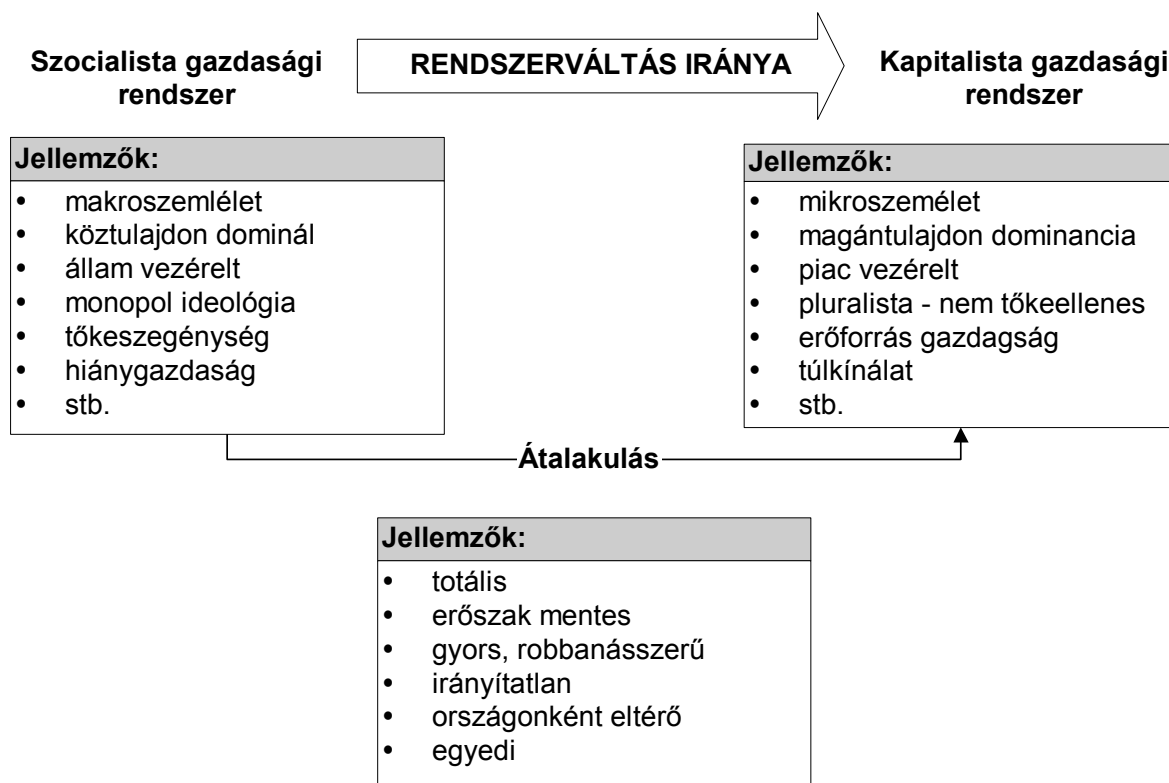 Szocialista gazdasági
rendszer
RENDSZERVÁLTÁS IRÁNYA
Kapitalista gazdasági
rendszer
Jellemzők:
• makroszemlélet
• köztulajdon dominál
• állam vezérelt
• monopol ideológia
• tőkeszegénység
• hiánygazdaság
• stb.
Jellemzők:
• mikroszemélet
• magántulajdon dominancia
• piac vezérelt
• pluralista - nem tőkeellenes
• erőforrás gazdagság
• túlkínálat
• stb.
Átalakulás
Jellemzők:
• totális
• erőszak mentes
• gyors, robbanásszerű
• irányítatlan
• országonként eltérő
• egyedi